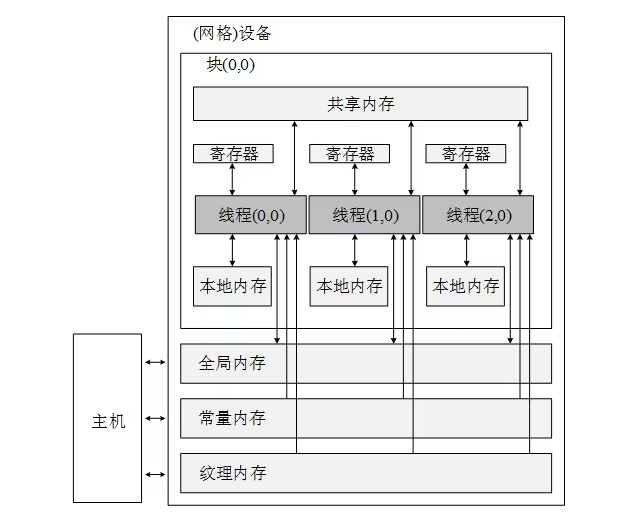 (网格)设备
块(0,0)
共享内存
寄存器 寄存器 寄存器
线程(0,0) 线程(1,0) 线程(2,0)
本地内存 本地内存 本地内存
全局内存
主机
常量内存
纹理内存